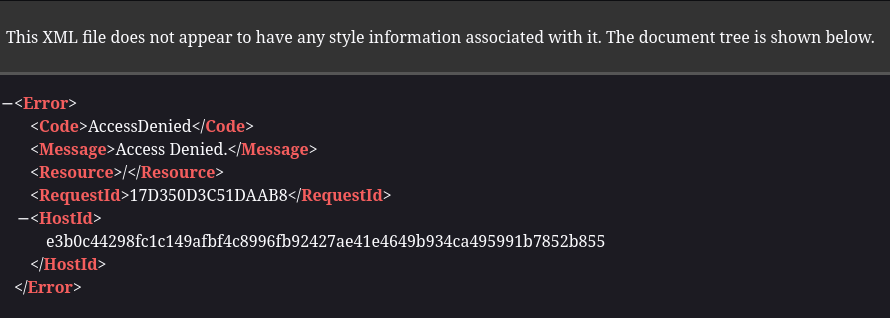 This XML file does not appear to have any style information associated with it. The document tree is shown below.
−<Error>
<Code>AccessDenied</Code>
<Message>Access Denied.</Message>
<Resource>/</Resource>
<RequestId>17D350D3C51DAAB8</RequestId>
−<HostId>
e3b0c44298fc1c149afbf4c8996fb92427ae41e4649b934ca495991b7852b855
</HostId>
</Error>